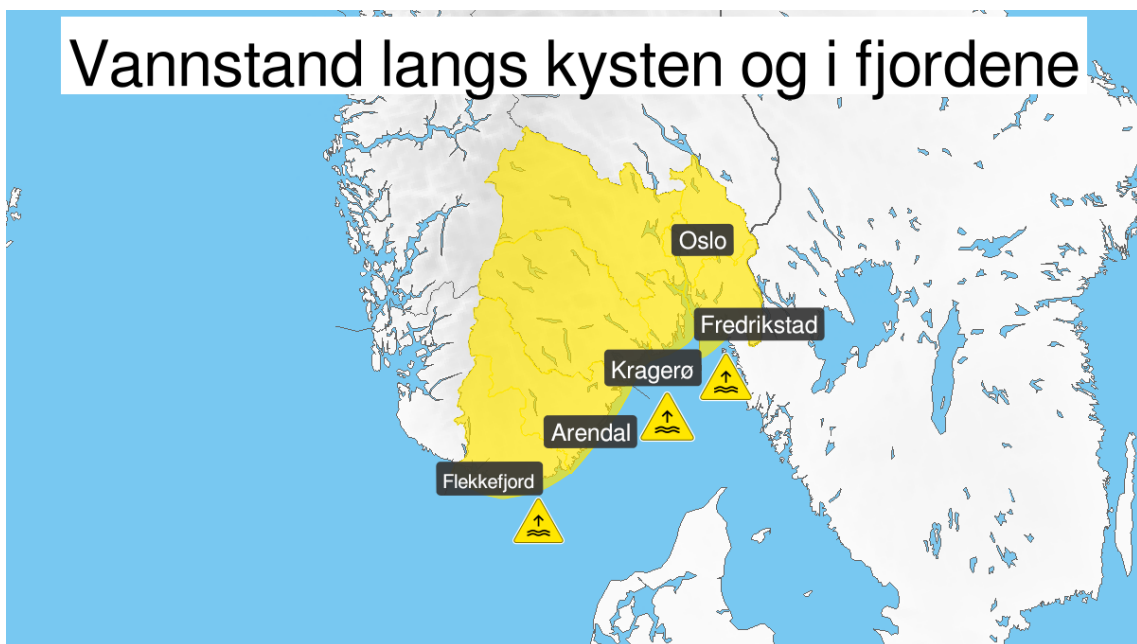 Vannstand langs kysten og i fjordene
Oslo
Fredrikstad
Kragerø
Arendal
Flekkefjord